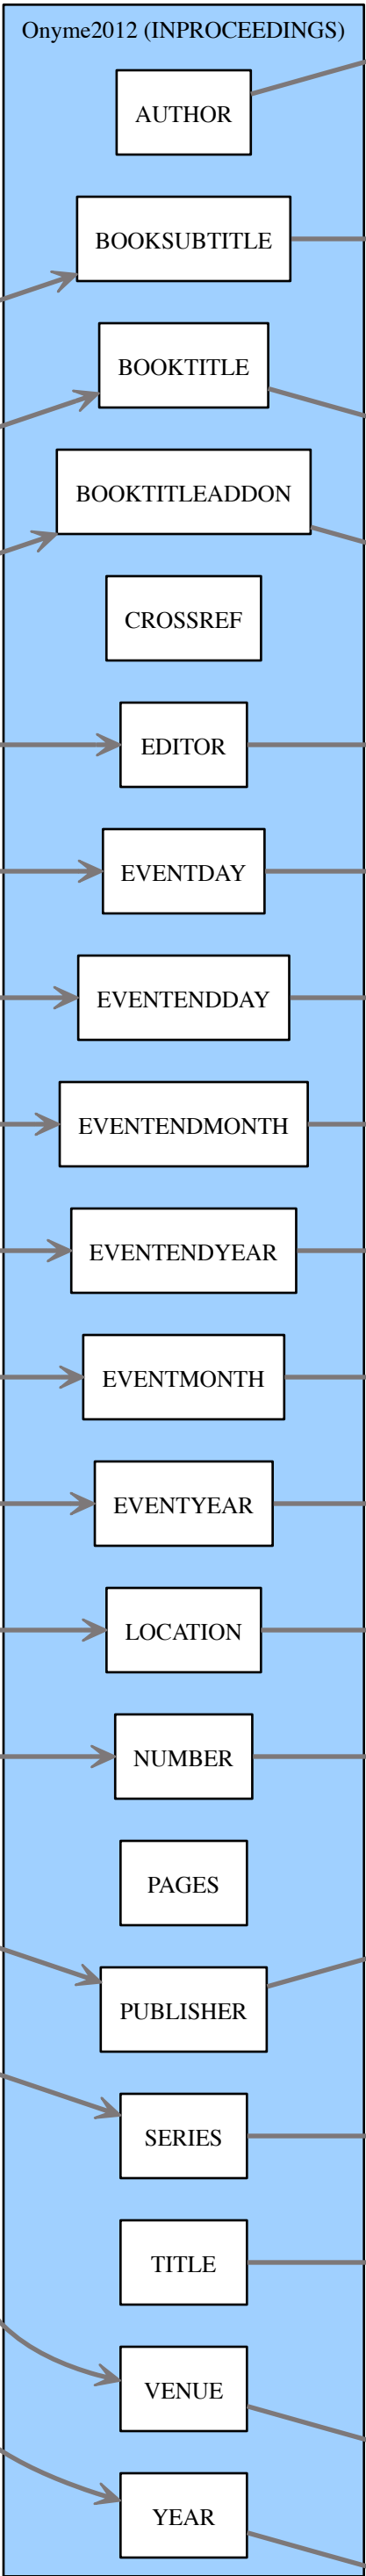 Onyme2012 (INPROCEEDINGS)
AUTHOR
BOOKSUBTITLE
BOOKTITLE
BOOKTITLEADDON
CROSSREF
EDITOR
EVENTDAY
EVENTENDDAY
EVENTENDMONTH
EVENTENDYEAR
EVENTMONTH
EVENTYEAR
LOCATION
NUMBER
PAGES
PUBLISHER
SERIES
TITLE
VENUE
YEAR